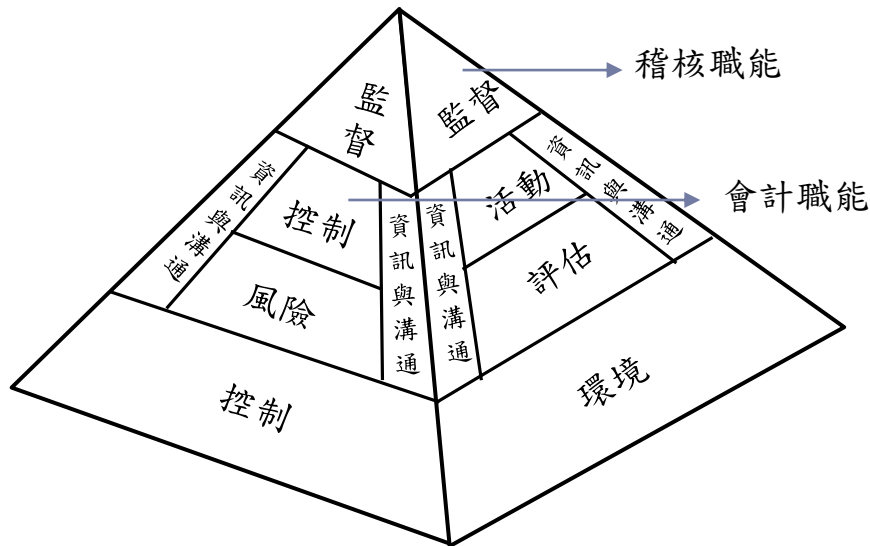 稽核職能
監督
監督
會計職能
資訊與溝通
控制
資訊與溝通
資訊與溝通
活動
資訊與溝通
風險
評估
控制
環境